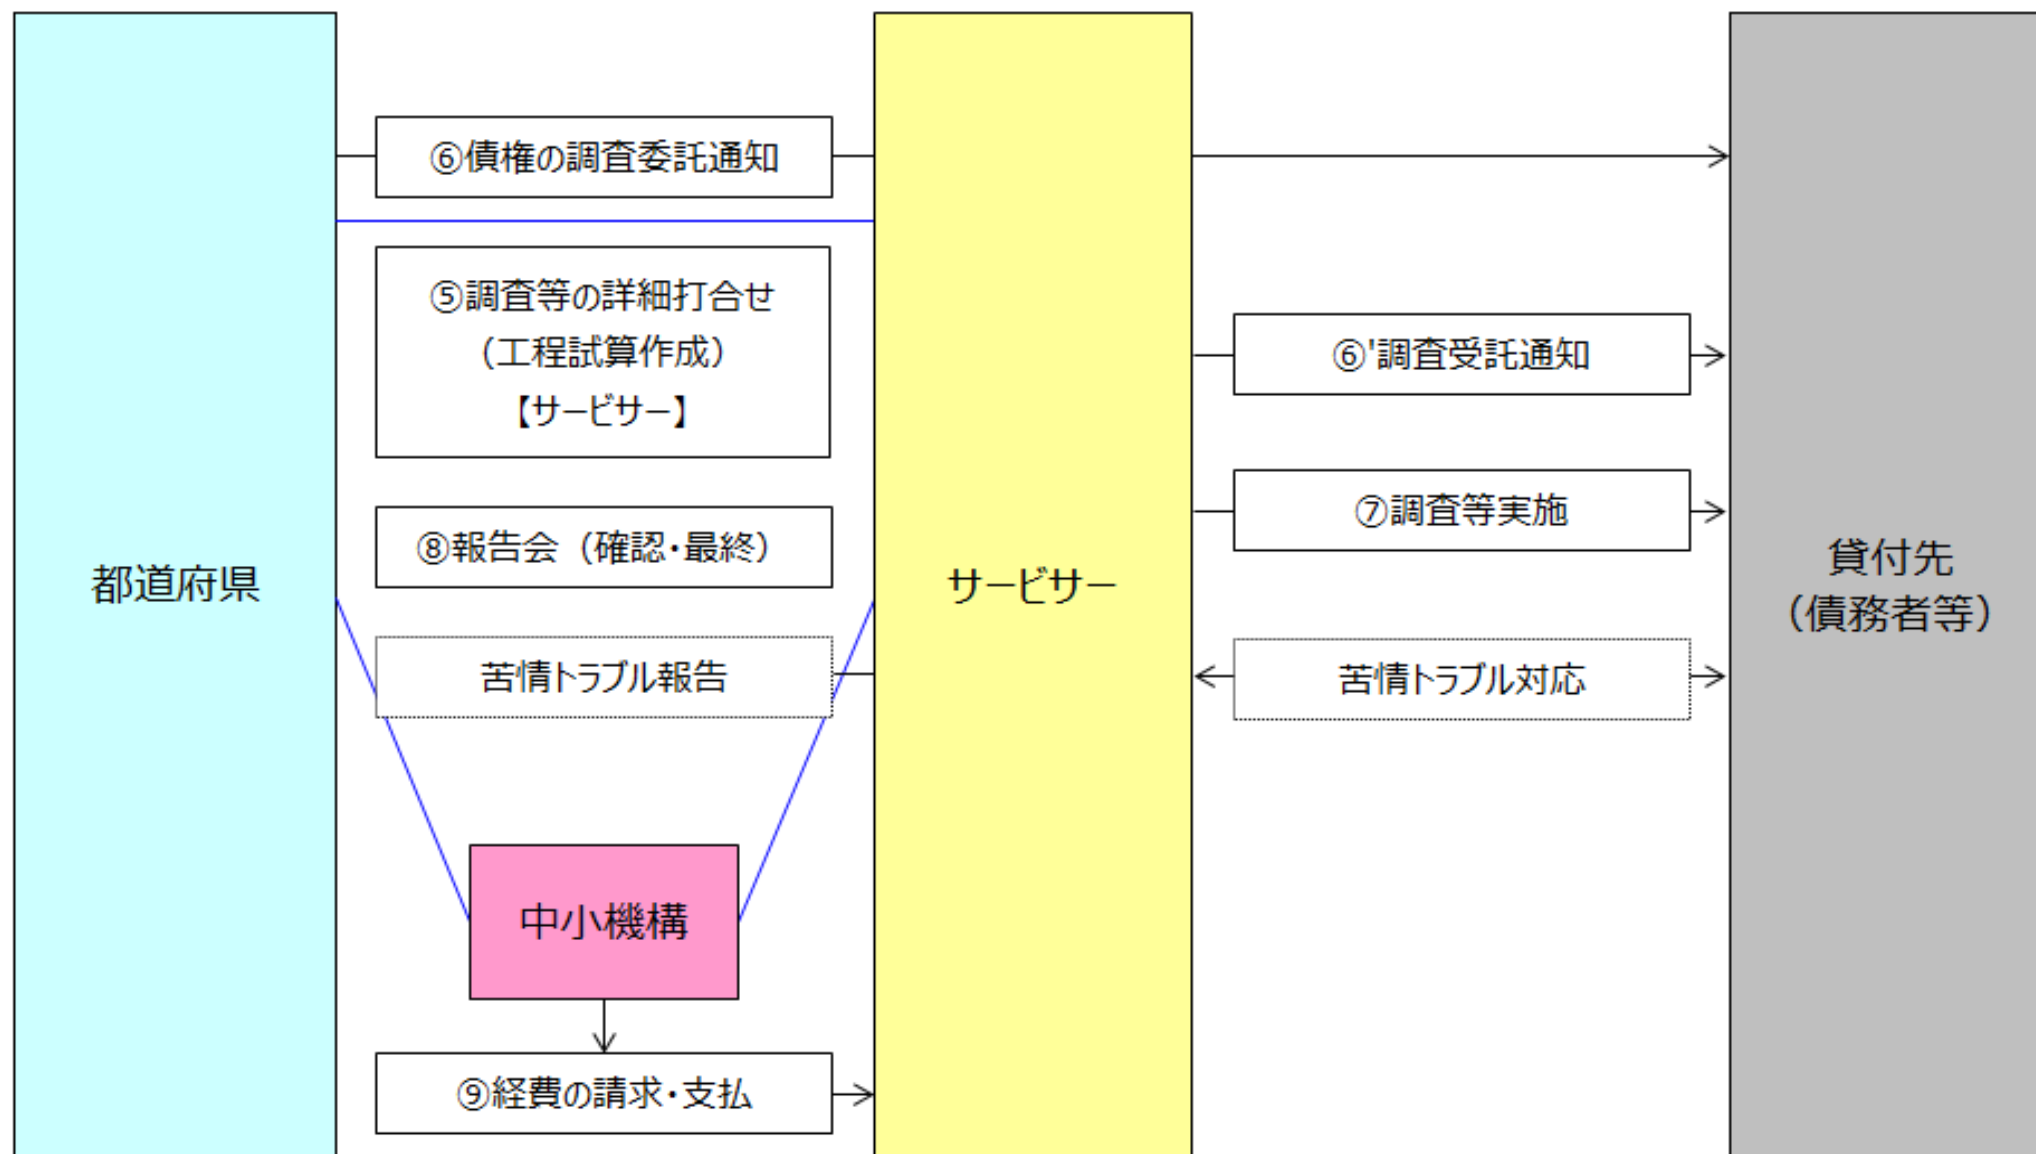 ⑥債権の調査委託通知
⑤調査等の詳細打合せ
（工程試算作成）
【サービサー】
⑥'調査受託通知
⑦調査等実施
⑧報告会（確認・最終）
都道府県
サービサー
貸付先
（債務者等）
苦情トラブル報告
苦情トラブル対応
中小機構
⑨経費の請求・支払